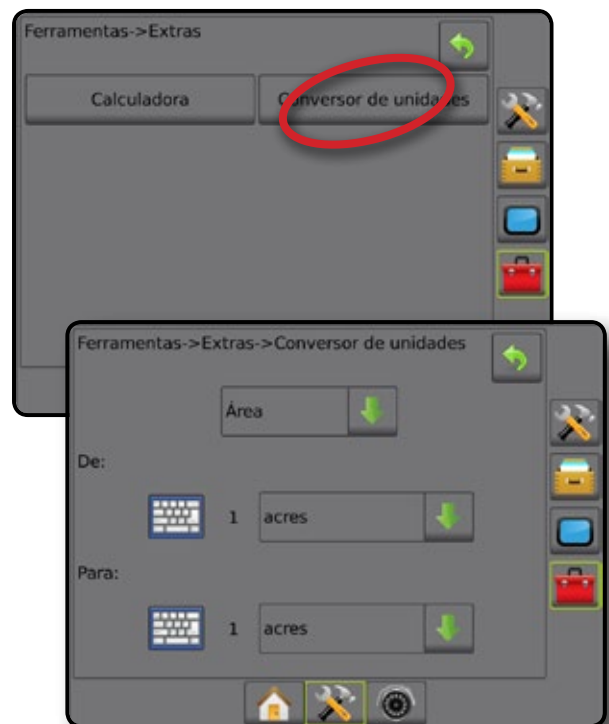 Ferramentas->Extras
Calculadora
Conversor de unidades
Ferramentas->Extras->Conversor de unidades
Área
De:
1 acres
Para:
1 acres